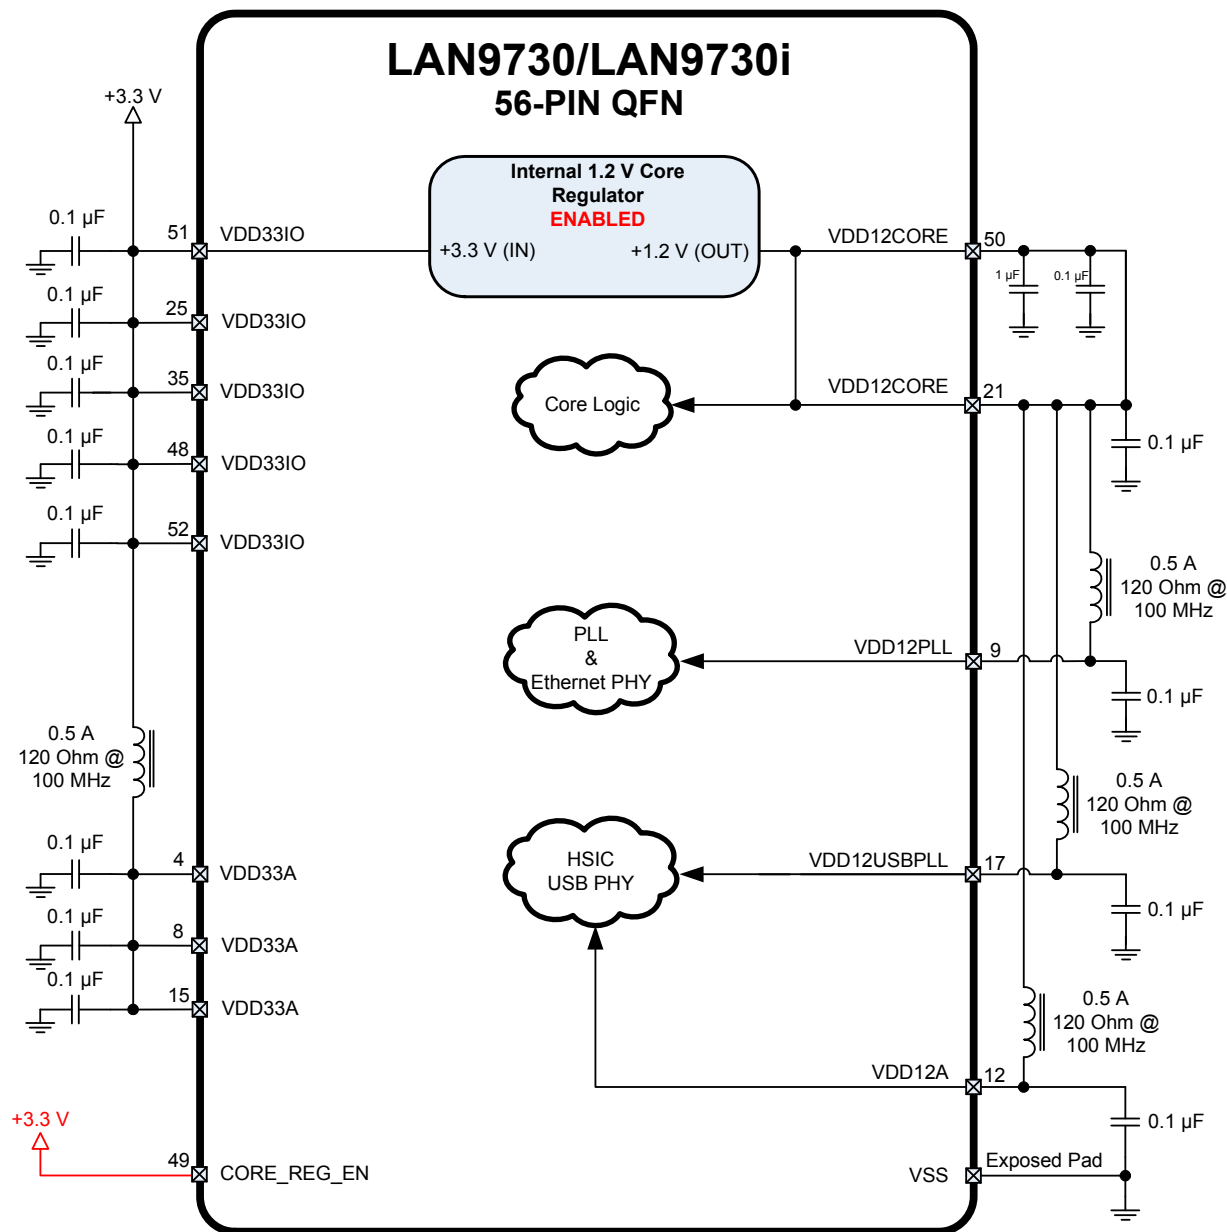 LAN9730/LAN9730i
56-PIN QFN
+3.3 V
Internal 1.2 V Core
Regulator
ENABLED
+3.3 V (IN)
+1.2 V (OUT)
0.1 µF
51
VDD33IO
VDD12CORE
50
1 µF
0.1 µF
0.1 µF
25
VDD33IO
0.1 µF
35
VDD33IO
Core Logic
VDD12CORE
21
0.1 µF
0.1 µF
48
VDD33IO
0.1 µF
52
VDD33IO
0.5 A
120 Ohm @
100 MHz
PLL
&
Ethernet PHY
VDD12PLL
9
0.1 µF
0.5 A
120 Ohm @
100 MHz
0.5 A
120 Ohm @
100 MHz
0.1 µF
4
VDD33A
HSIC
USB PHY
VDD12USBPLL
17
0.1 µF
0.1 µF
8
VDD33A
0.1 µF
15
VDD33A
0.5 A
120 Ohm @
100 MHz
VDD12A
12
0.1 µF
+3.3 V
49
CORE_REG_EN
VSS
Exposed Pad